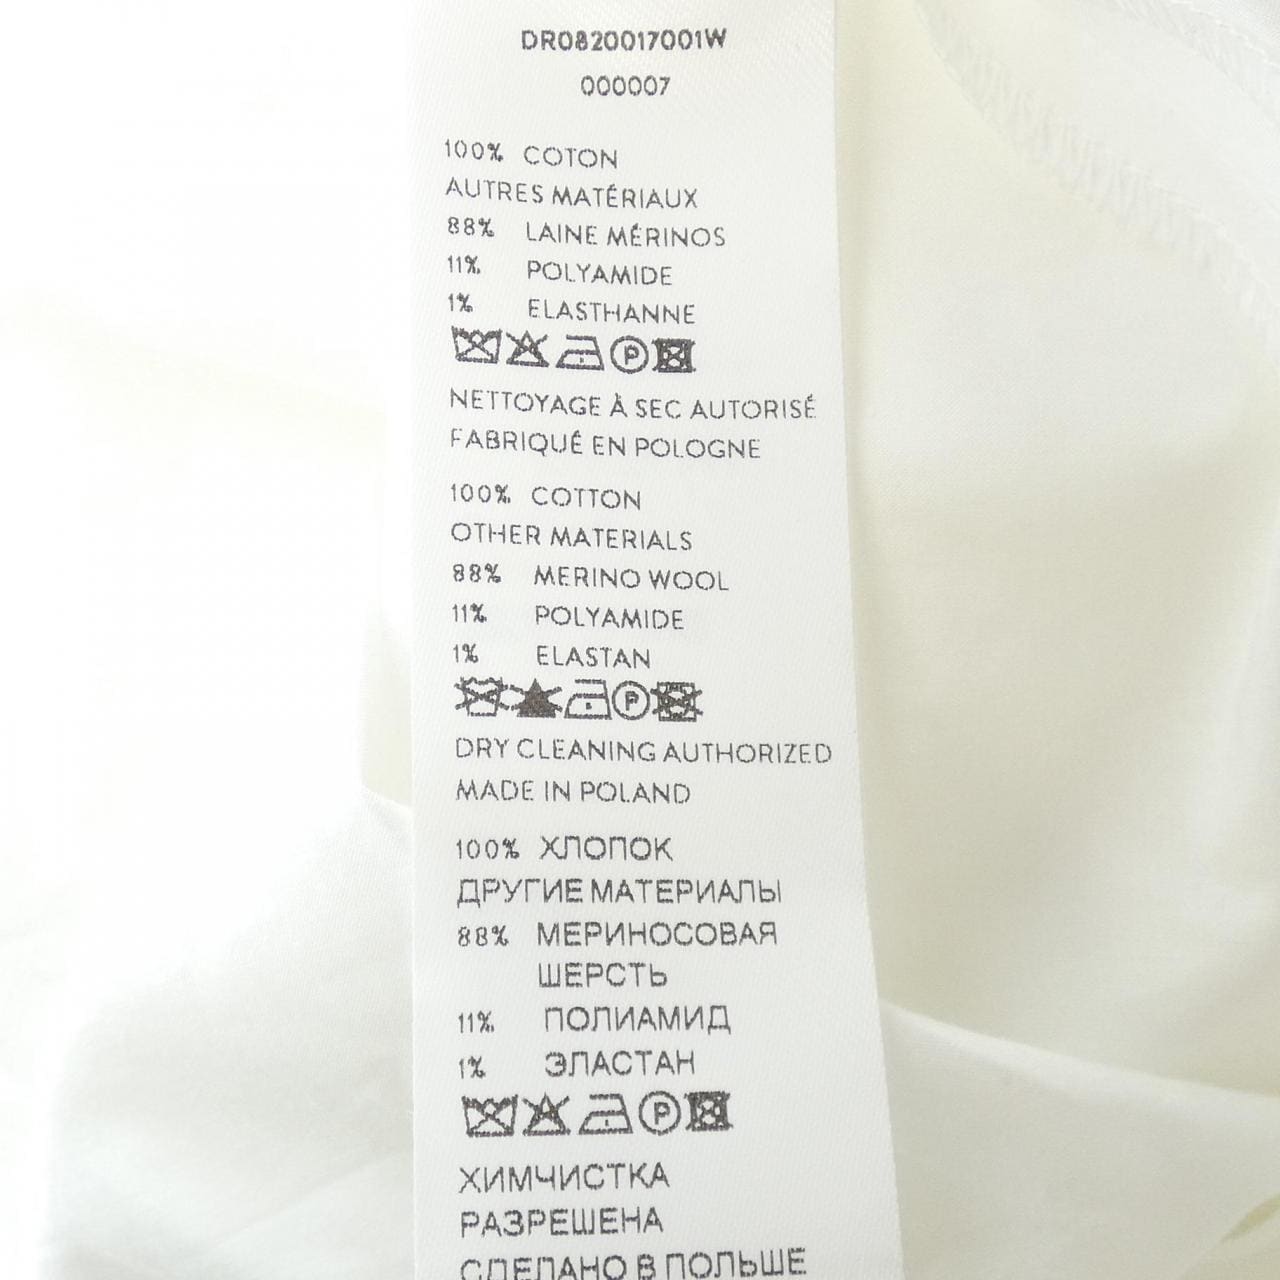 DR0820017001W
000007
100% COTON
AUTRES MATÉRIAUX
88% LAINE MÉRINOS
11% POLYAMIDE
1% ELASTHANNE
P
NETTOYAGE À SEC AUTORISÉ
FABRIQUÉ EN POLOGNE
100% COTTON
OTHER MATERIALS
88% MERINO WOOL
11% POLYAMIDE
1% ELASTAN
P
DRY CLEANING AUTHORIZED
MADE IN POLAND
100% ХЛОПОК
ДРУГИЕ МАТЕРИАЛЫ
88% МЕРИНОСОВАЯ
ШЕРСТЬ
11% ПОЛИАМИД
1% ЭЛАСТАН
P
ХИМЧИСТКА
РАЗРЕШЕНА
СДЕЛАНО В ПОЛЬШЕ